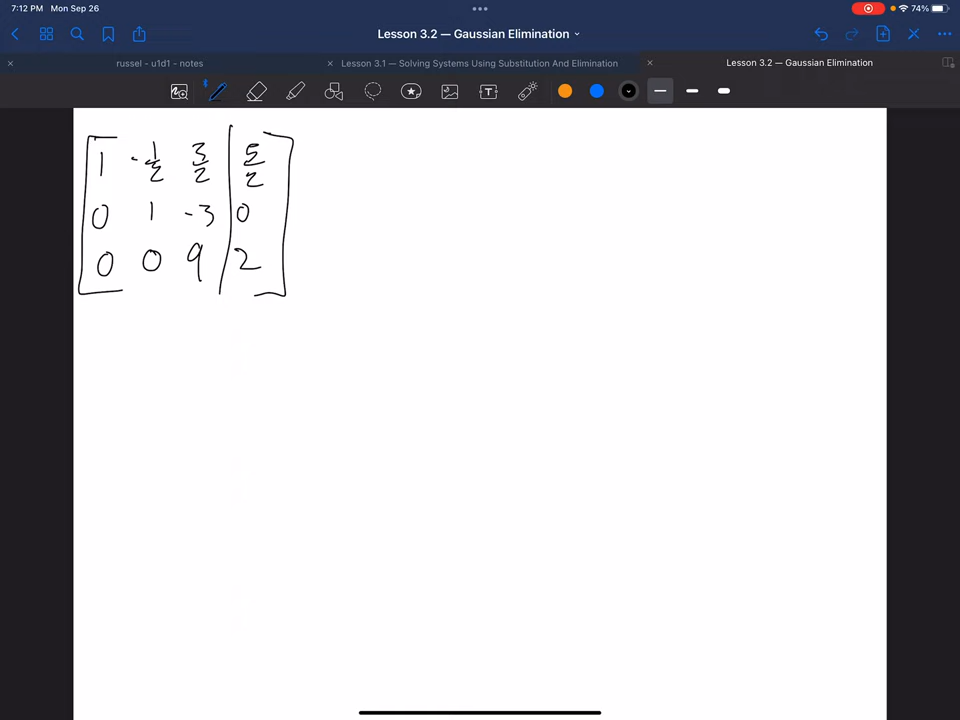 7:12 PM Mon Sep 26
74%
Lesson 3.2 — Gaussian Elimination
russel - u1d1 - notes
Lesson 3.1 — Solving Systems Using Substitution And Elimination
Lesson 3.2 — Gaussian Elimination
T
1 -1/2 3/2 | 5/2
0 1 -3 | 0
0 0 9 | 2